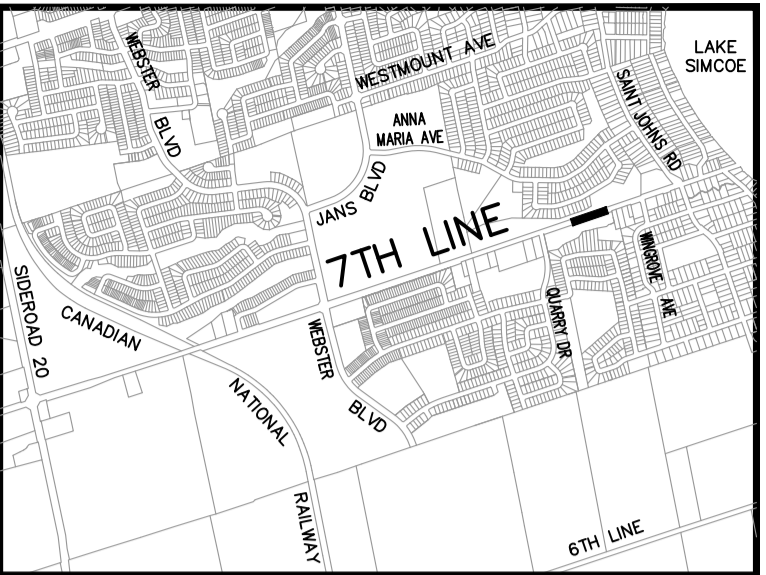 WEBSTER
BLVD
WESTMOUNT AVE
LAKE
SIMCOE
ANNA
MARIA AVE
SAINT JOHNS RD
JANS BLVD
7TH LINE
WINGROVE AVE
SIDEROAD 20
CANADIAN
NATIONAL
RAILWAY
WEBSTER
BLVD
QUARRY DR
6TH LINE